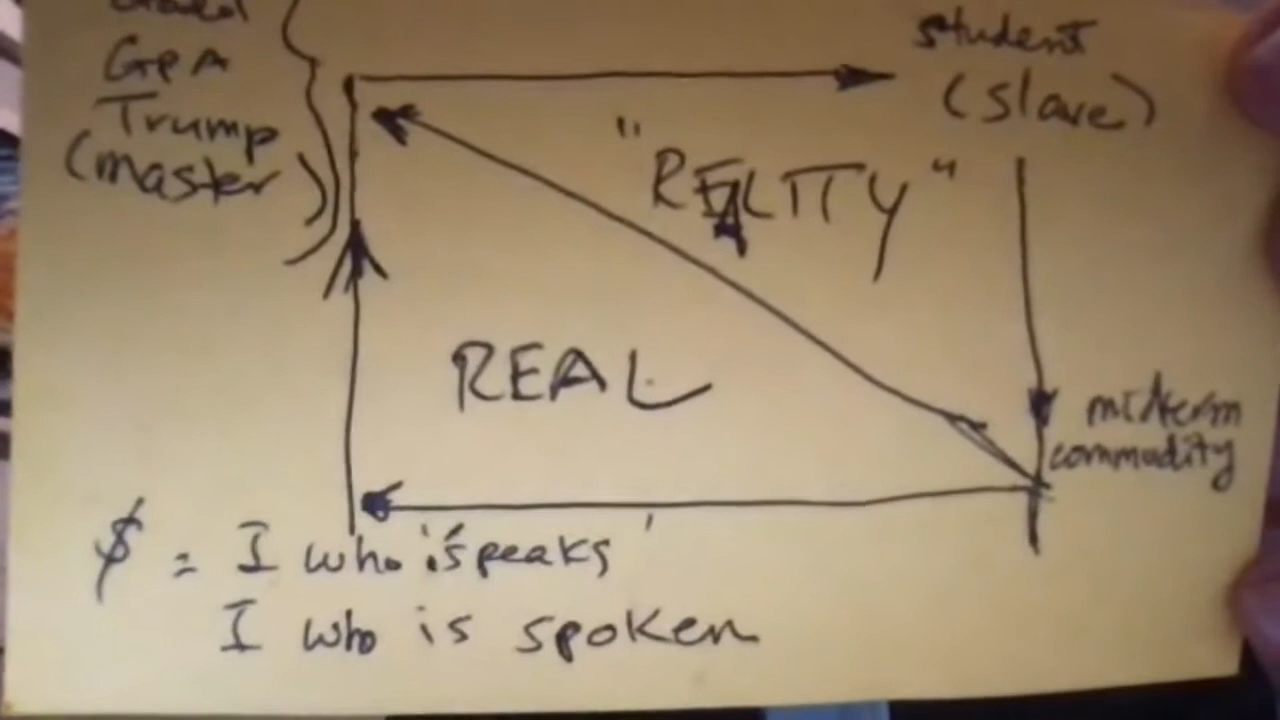 GPA
Trump
(master)
student
(slave)
"REALITY"
REAL
midterm
commodity
$ = I who 'speaks'
I who is spoken